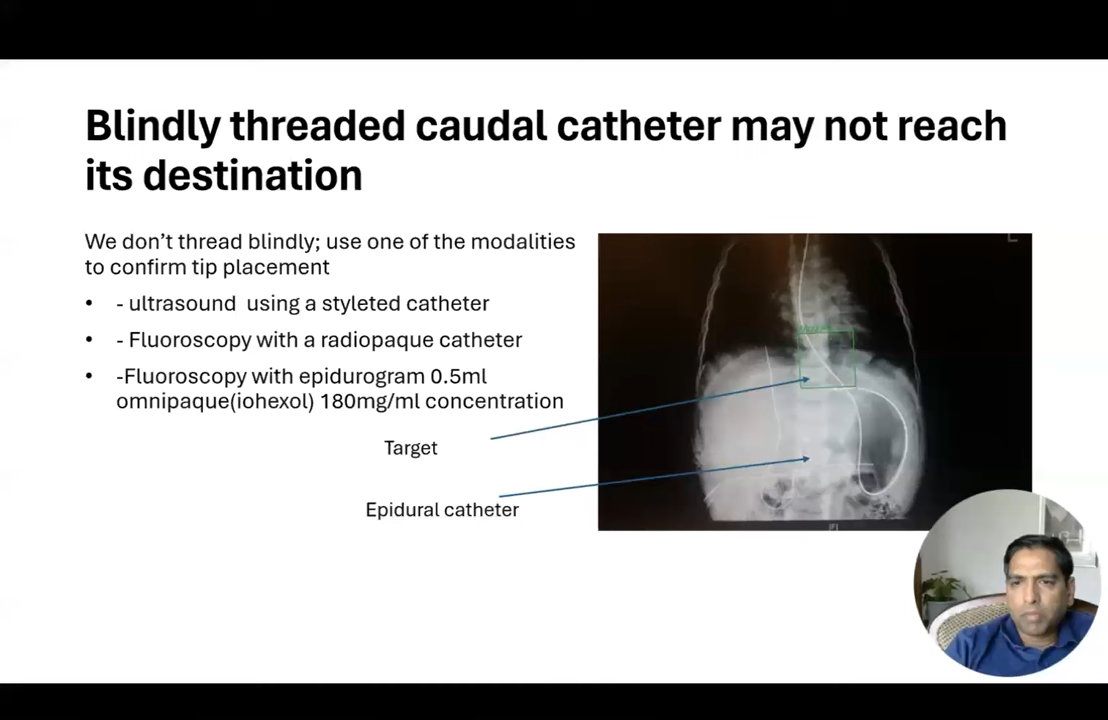 Blindly threaded caudal catheter may not reach
its destination
We don’t thread blindly; use one of the modalities
to confirm tip placement
• - ultrasound  using a styleted catheter
• - Fluoroscopy with a radiopaque catheter
• -Fluoroscopy with epidurogram 0.5ml
omnipaque(iohexol) 180mg/ml concentration
Target
Epidural catheter
L